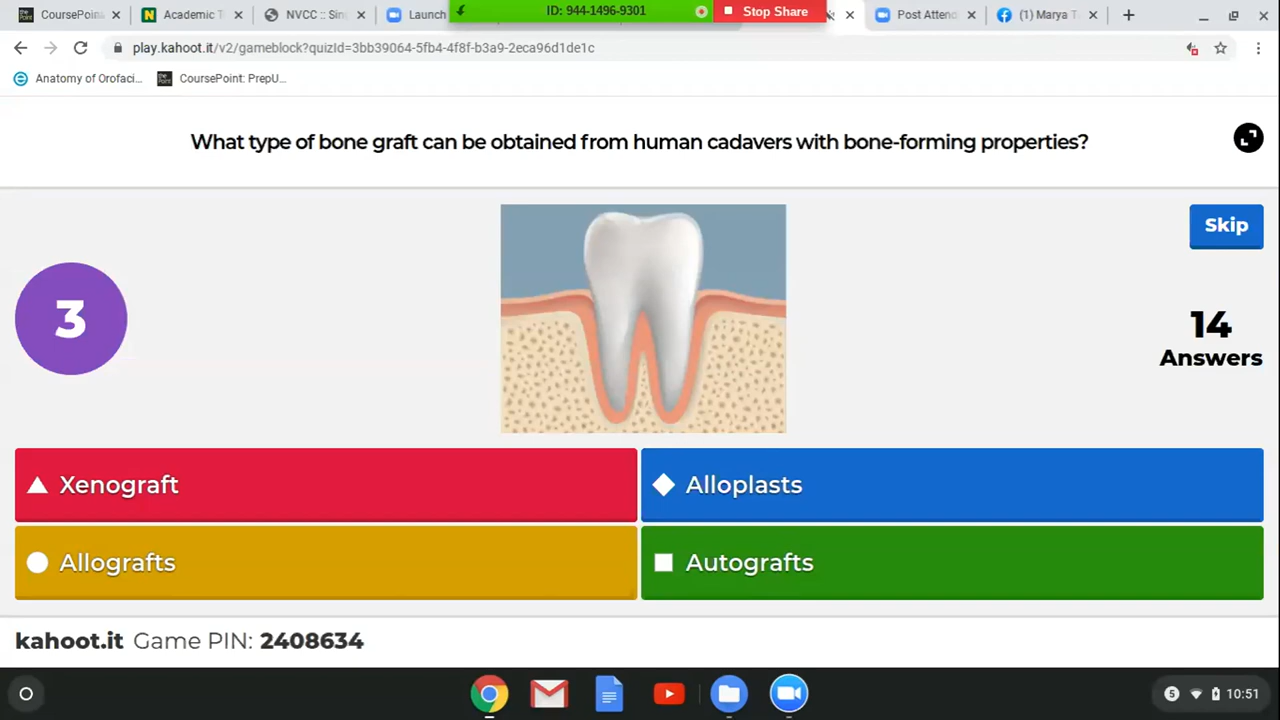 CoursePoin
Academic T
NVCC :: Sin
Launch
ID: 944-1496-9301
Stop Share
Post Attend
(1) Marya T
play.kahoot.it/v2/gameblock?quizId=3bb39064-5fb4-4f8f-b3a9-2eca96d1de1c
Anatomy of Orofaci...
CoursePoint: PrepU...
What type of bone graft can be obtained from human cadavers with bone-forming properties?
Skip
3
14
Answers
Xenograft
Alloplasts
Allografts
Autografts
kahoot.it Game PIN: 2408634
5 10:51